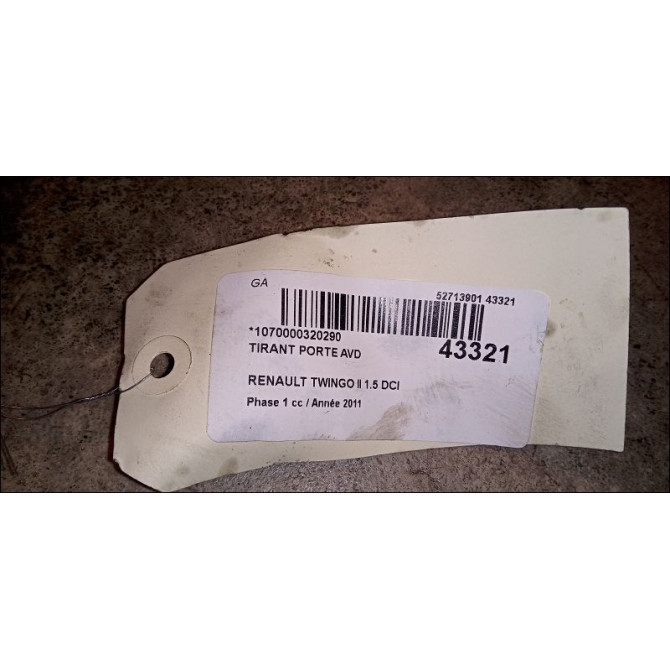 GA
52713901 43321
*1070000320290
43321
TIRANT PORTE AVD
RENAULT TWINGO II 1.5 DCI
Phase 1 cc / Année 2011